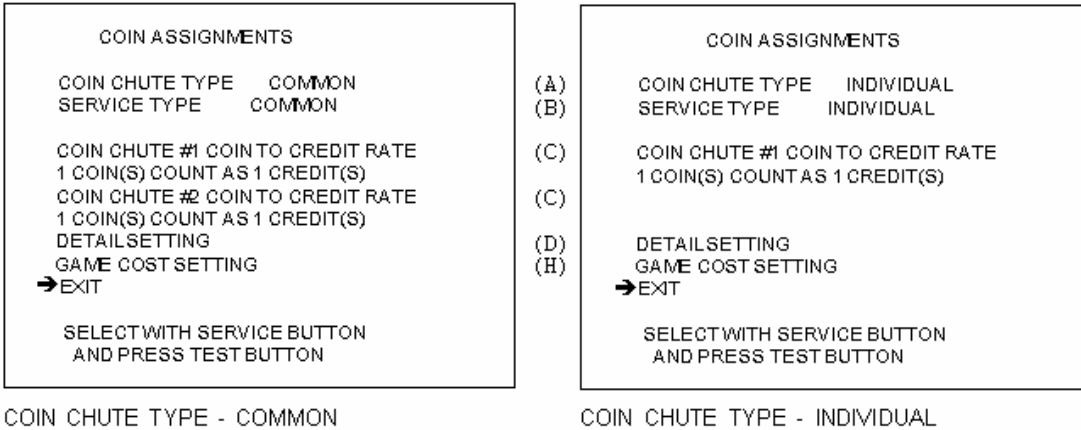 COIN ASSIGNMENTS
COIN CHUTE TYPE COMMON
SERVICE TYPE COMMON
COIN CHUTE #1 COIN TO CREDIT RATE
1 COIN(S) COUNT AS 1 CREDIT(S)
COIN CHUTE #2 COIN TO CREDIT RATE
1 COIN(S) COUNT AS 1 CREDIT(S)
DETAIL SETTING
GAME COST SETTING
➔EXIT
SELECT WITH SERVICE BUTTON
AND PRESS TEST BUTTON
COIN CHUTE TYPE - COMMON
(A)
(B)
(C)
(C)
(D)
(H)
COIN ASSIGNMENTS
COIN CHUTE TYPE INDIVIDUAL
SERVICE TYPE INDIVIDUAL
COIN CHUTE #1 COIN TO CREDIT RATE
1 COIN(S) COUNT AS 1 CREDIT(S)
DETAIL SETTING
GAME COST SETTING
➔EXIT
SELECT WITH SERVICE BUTTON
AND PRESS TEST BUTTON
COIN CHUTE TYPE - INDIVIDUAL